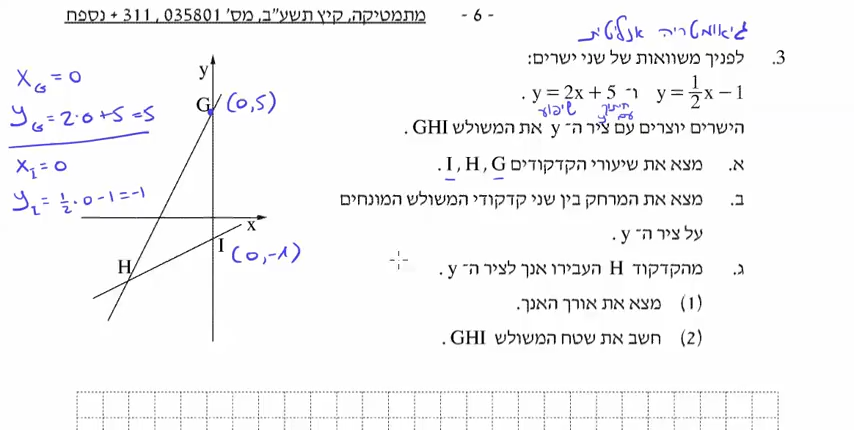 - 6 -
מתמטיקה, קיץ תשע"ב, מס' 035801, 311 + נספח
גיאומטריה אנליטית
3. לפניך משוואות של שני ישרים:
y = 2x + 5 ו־ y = 1/2 x − 1 .
שיפוע חיתוך עם y
הישרים יוצרים עם ציר ה־ y את המשולש GHI .
א. מצא את שיעורי הקדקודים I , H , G .
ב. מצא את המרחק בין שני קדקודי המשולש המונחים
על ציר ה־ y .
ג. מהקדקוד H העבירו אנך לציר ה־ y .
(1) מצא את אורך האנך.
(2) חשב את שטח המשולש GHI .
x_G = 0
y_G = 2·0+5 = 5
x_I = 0
y_I = 1/2·0−1 = −1
y
G (0,5)
x
I (0,−1)
H